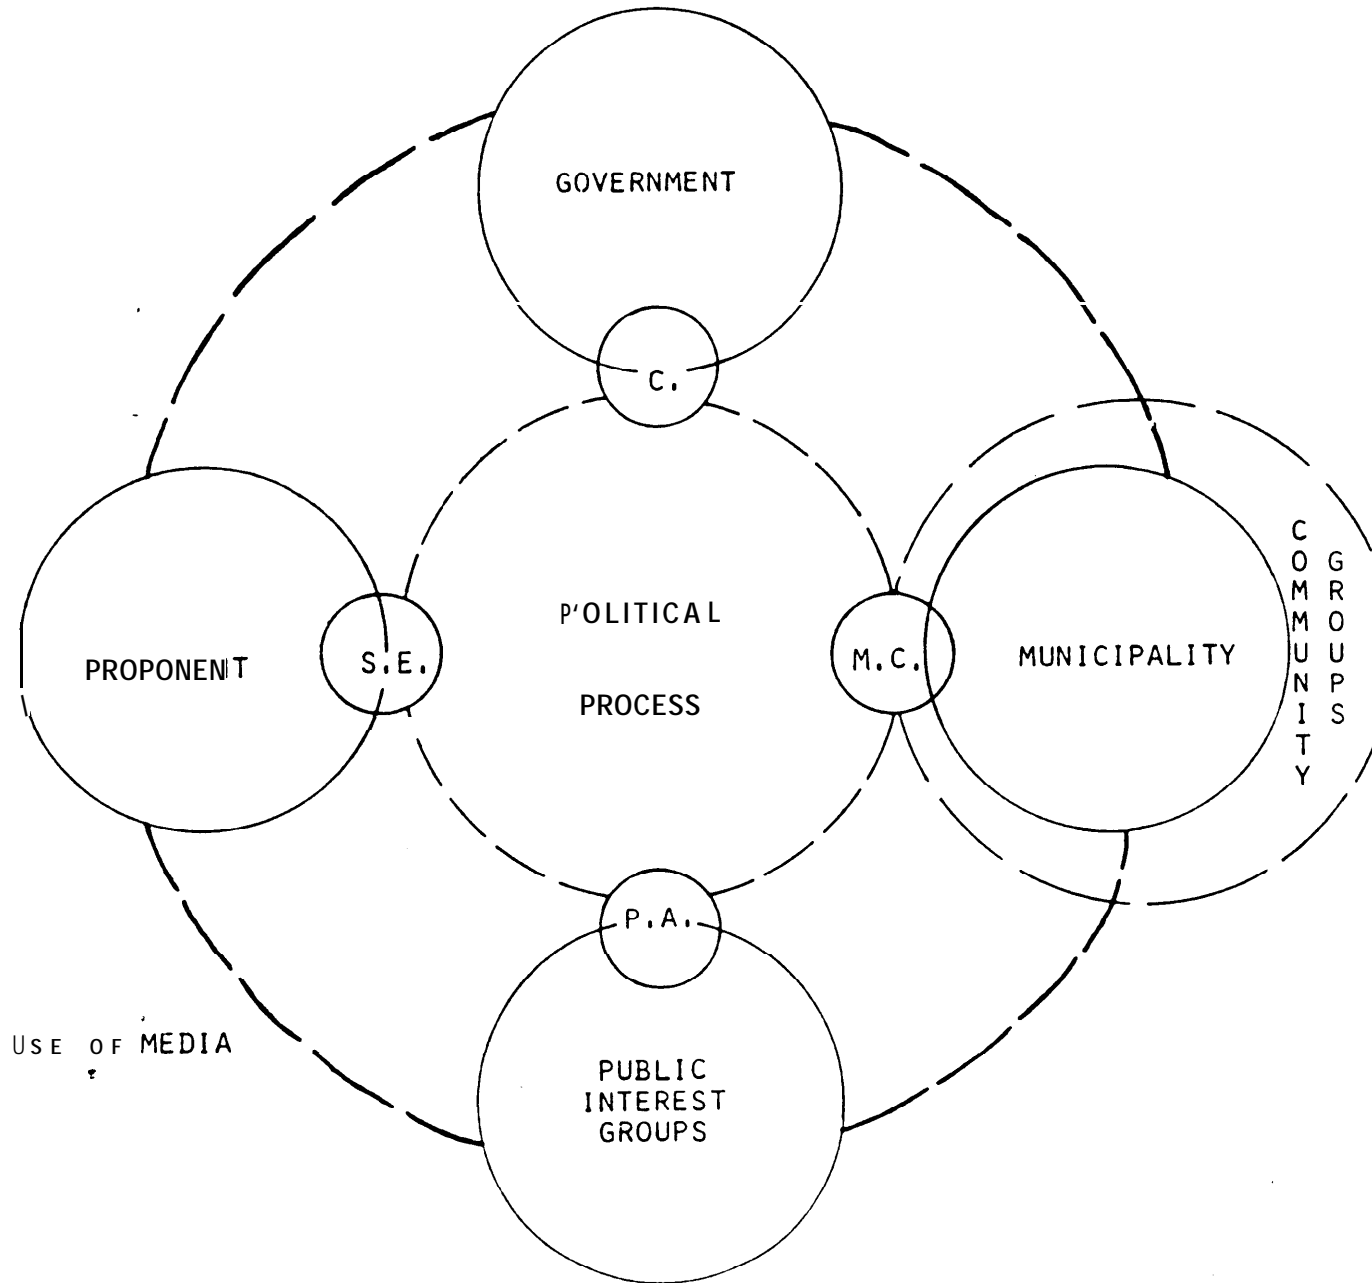 GOVERNMENT
C.
POLITICAL
PROCESS
PROPONENT
S.E.
M.C.
MUNICIPALITY
COMMUNITY
GROUPS
P.A.
PUBLIC
INTEREST
GROUPS
USE OF MEDIA